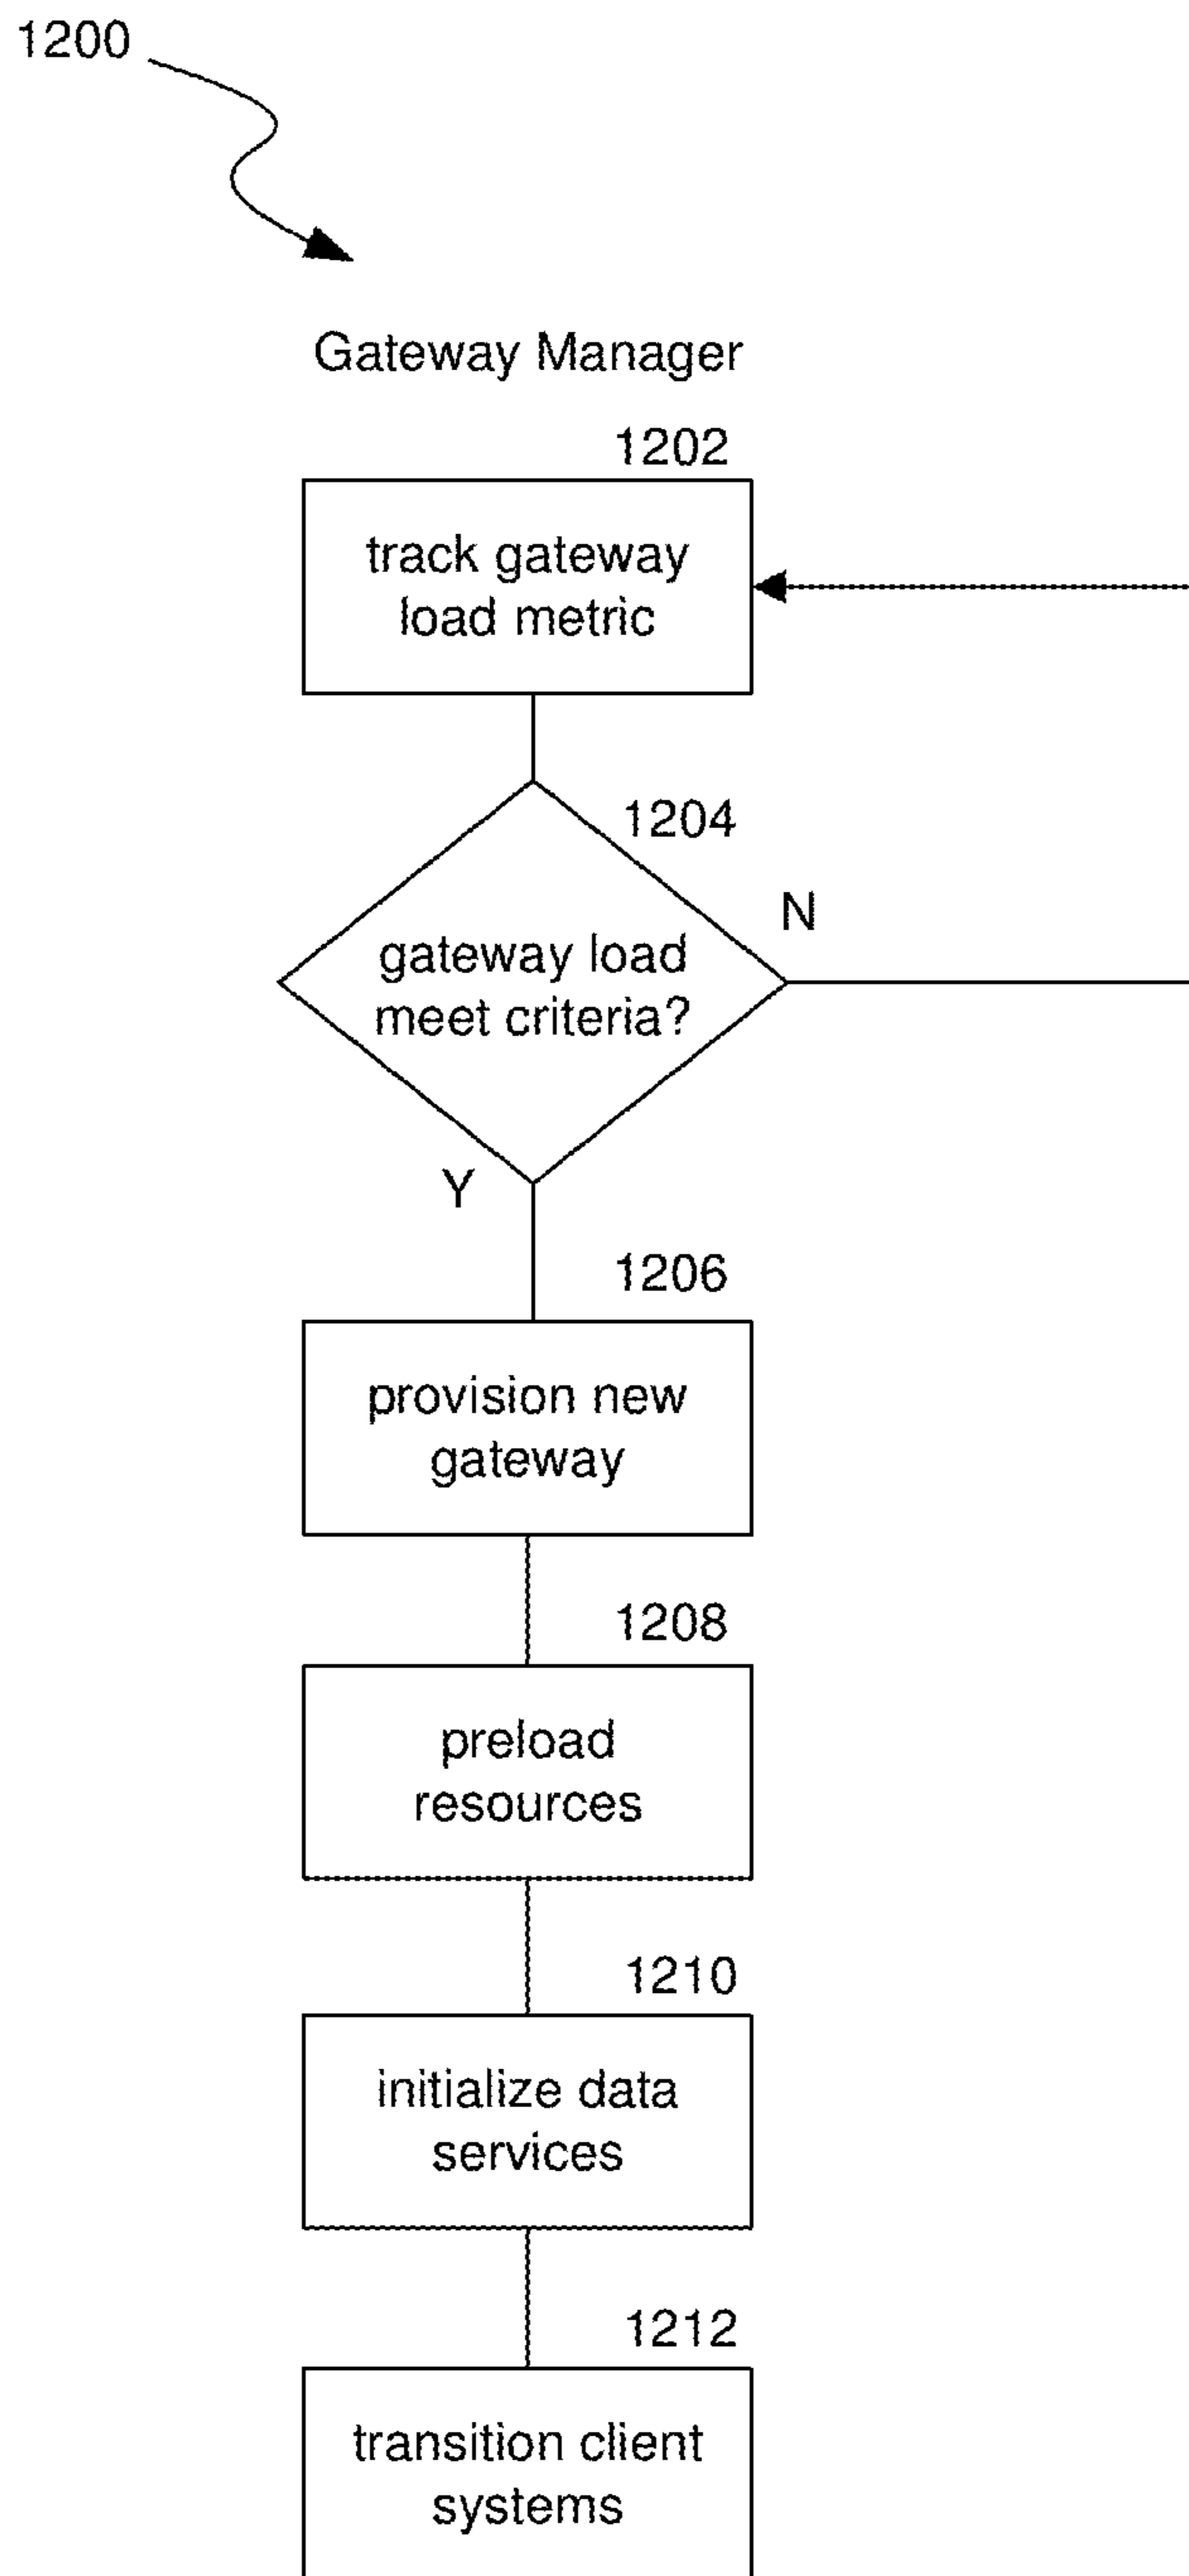 1200
Gateway Manager
1202
track gateway
load metric
1204
N
gateway load
meet criteria?
Y
1206
provision new
gateway
1208
preload
resources
1210
initialize data
services
1212
transition client
systems